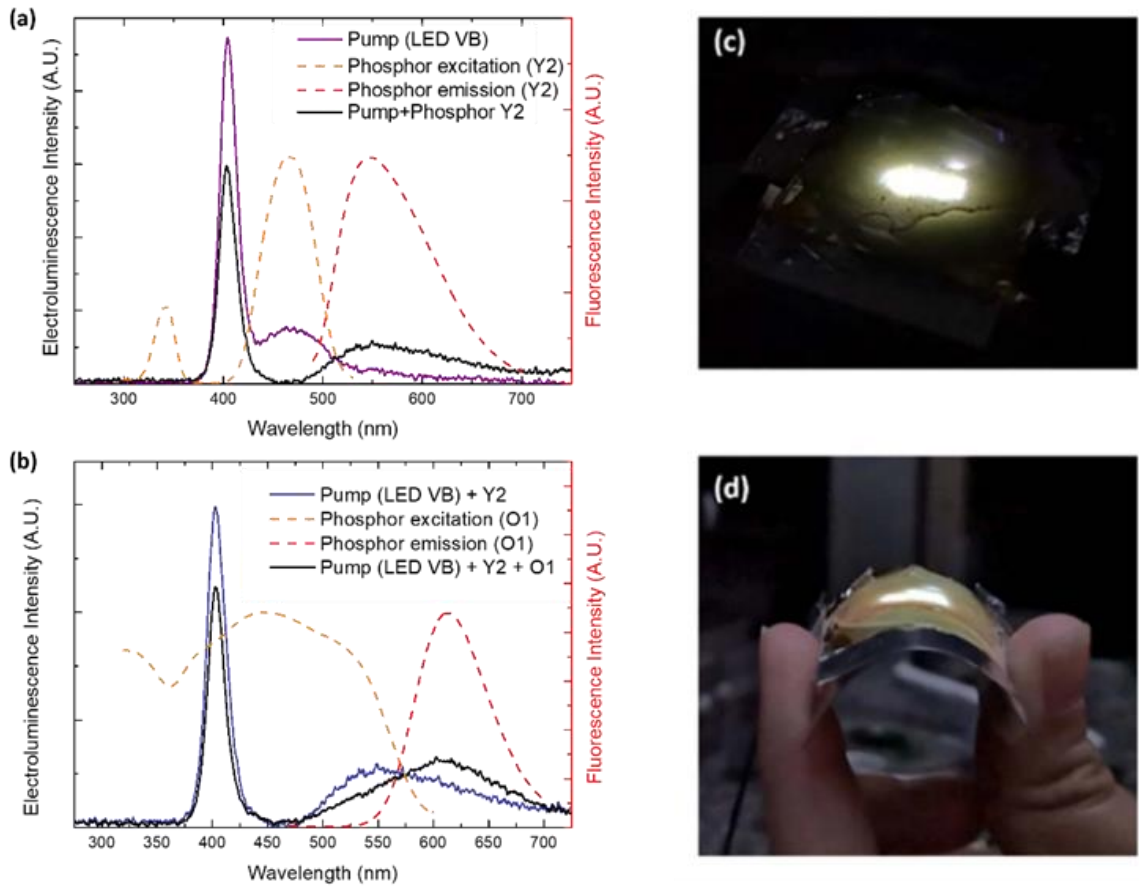 (a)
Electroluminescence Intensity (A.U.)
Pump (LED VB)
Phosphor excitation (Y2)
Phosphor emission (Y2)
Pump+Phosphor Y2
Fluorescence Intensity (A.U.)
300 400 500 600 700
Wavelength (nm)
(b)
Electroluminescence Intensity (A.U.)
Pump (LED VB) + Y2
Phosphor excitation (O1)
Phosphor emission (O1)
Pump (LED VB) + Y2 + O1
Fluorescence Intensity (A.U.)
300 350 400 450 500 550 600 650 700
Wavelength (nm)
(c)
(d)